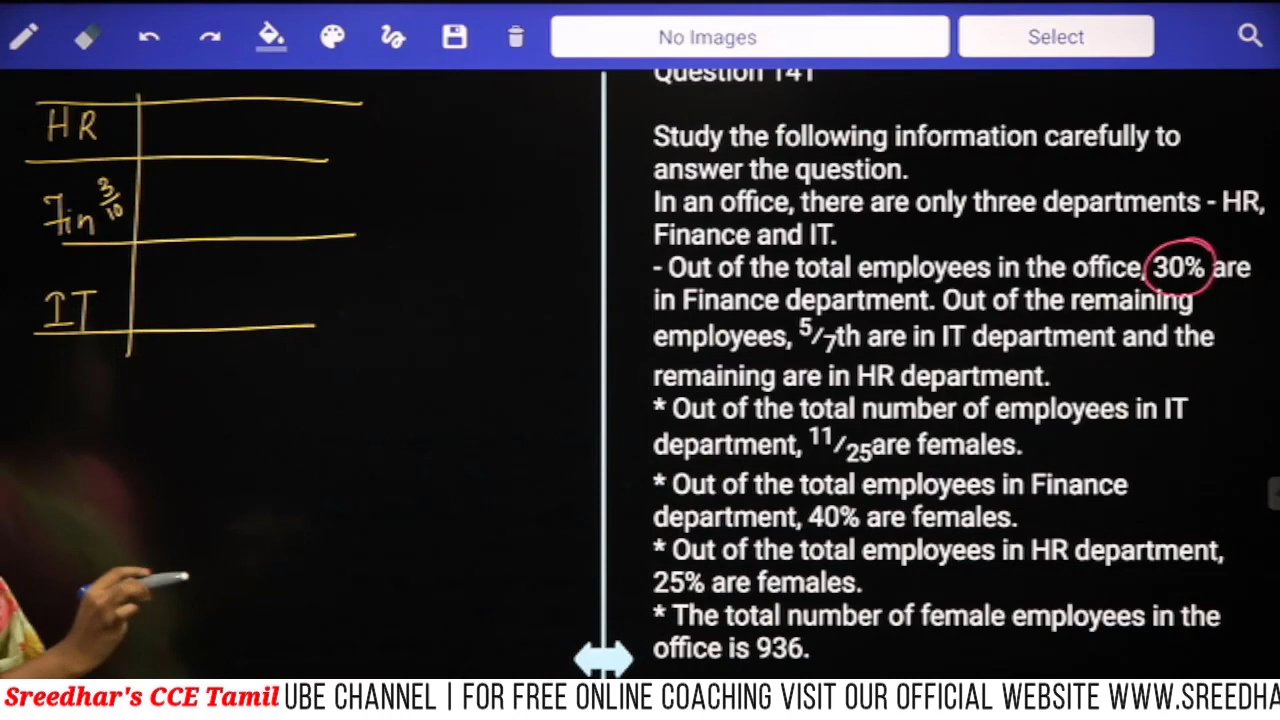 No Images
Select
Question 141
HR
Fin 3/10
IT
Study the following information carefully to
answer the question.
In an office, there are only three departments - HR,
Finance and IT.
- Out of the total employees in the office, 30% are
in Finance department. Out of the remaining
employees, 5/7th are in IT department and the
remaining are in HR department.
* Out of the total number of employees in IT
department, 11/25are females.
* Out of the total employees in Finance
department, 40% are females.
* Out of the total employees in HR department,
25% are females.
* The total number of female employees in the
office is 936.
Sreedhar's CCE Tamil UBE CHANNEL | FOR FREE ONLINE COACHING VISIT OUR OFFICIAL WEBSITE WWW.SREEDHA